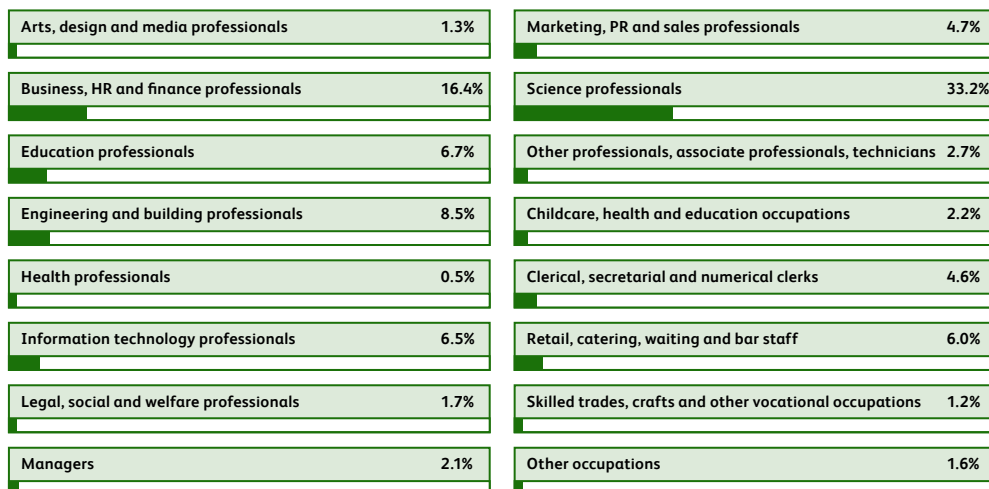 Arts, design and media professionals 1.3%
Business, HR and finance professionals 16.4%
Education professionals 6.7%
Engineering and building professionals 8.5%
Health professionals 0.5%
Information technology professionals 6.5%
Legal, social and welfare professionals 1.7%
Managers 2.1%
Marketing, PR and sales professionals 4.7%
Science professionals 33.2%
Other professionals, associate professionals, technicians 2.7%
Childcare, health and education occupations 2.2%
Clerical, secretarial and numerical clerks 4.6%
Retail, catering, waiting and bar staff 6.0%
Skilled trades, crafts and other vocational occupations 1.2%
Other occupations 1.6%